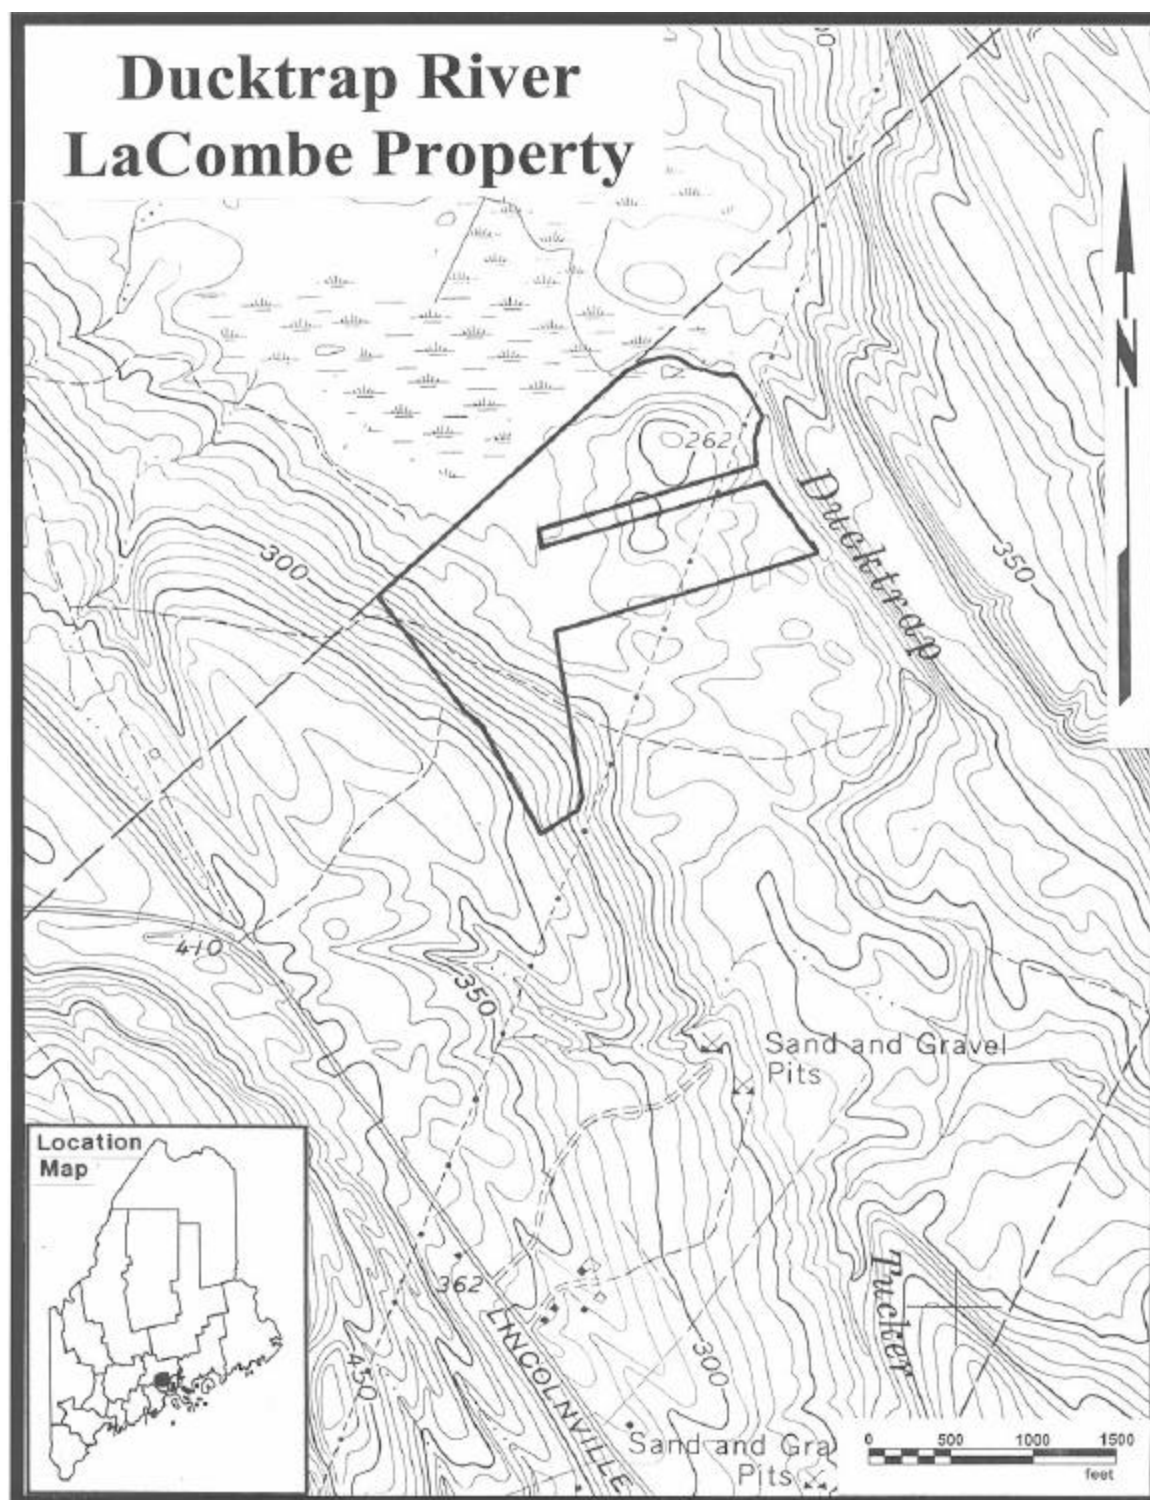 Ducktrap River
LaCombe Property
N
262
Ducktrap
300
350
410
350
Sand and Gravel
Pits
Location
Map
362
LINCOLNVILLE
Tucker
300
450
Sand and Gra
Pits
0 500 1000 1500
feet